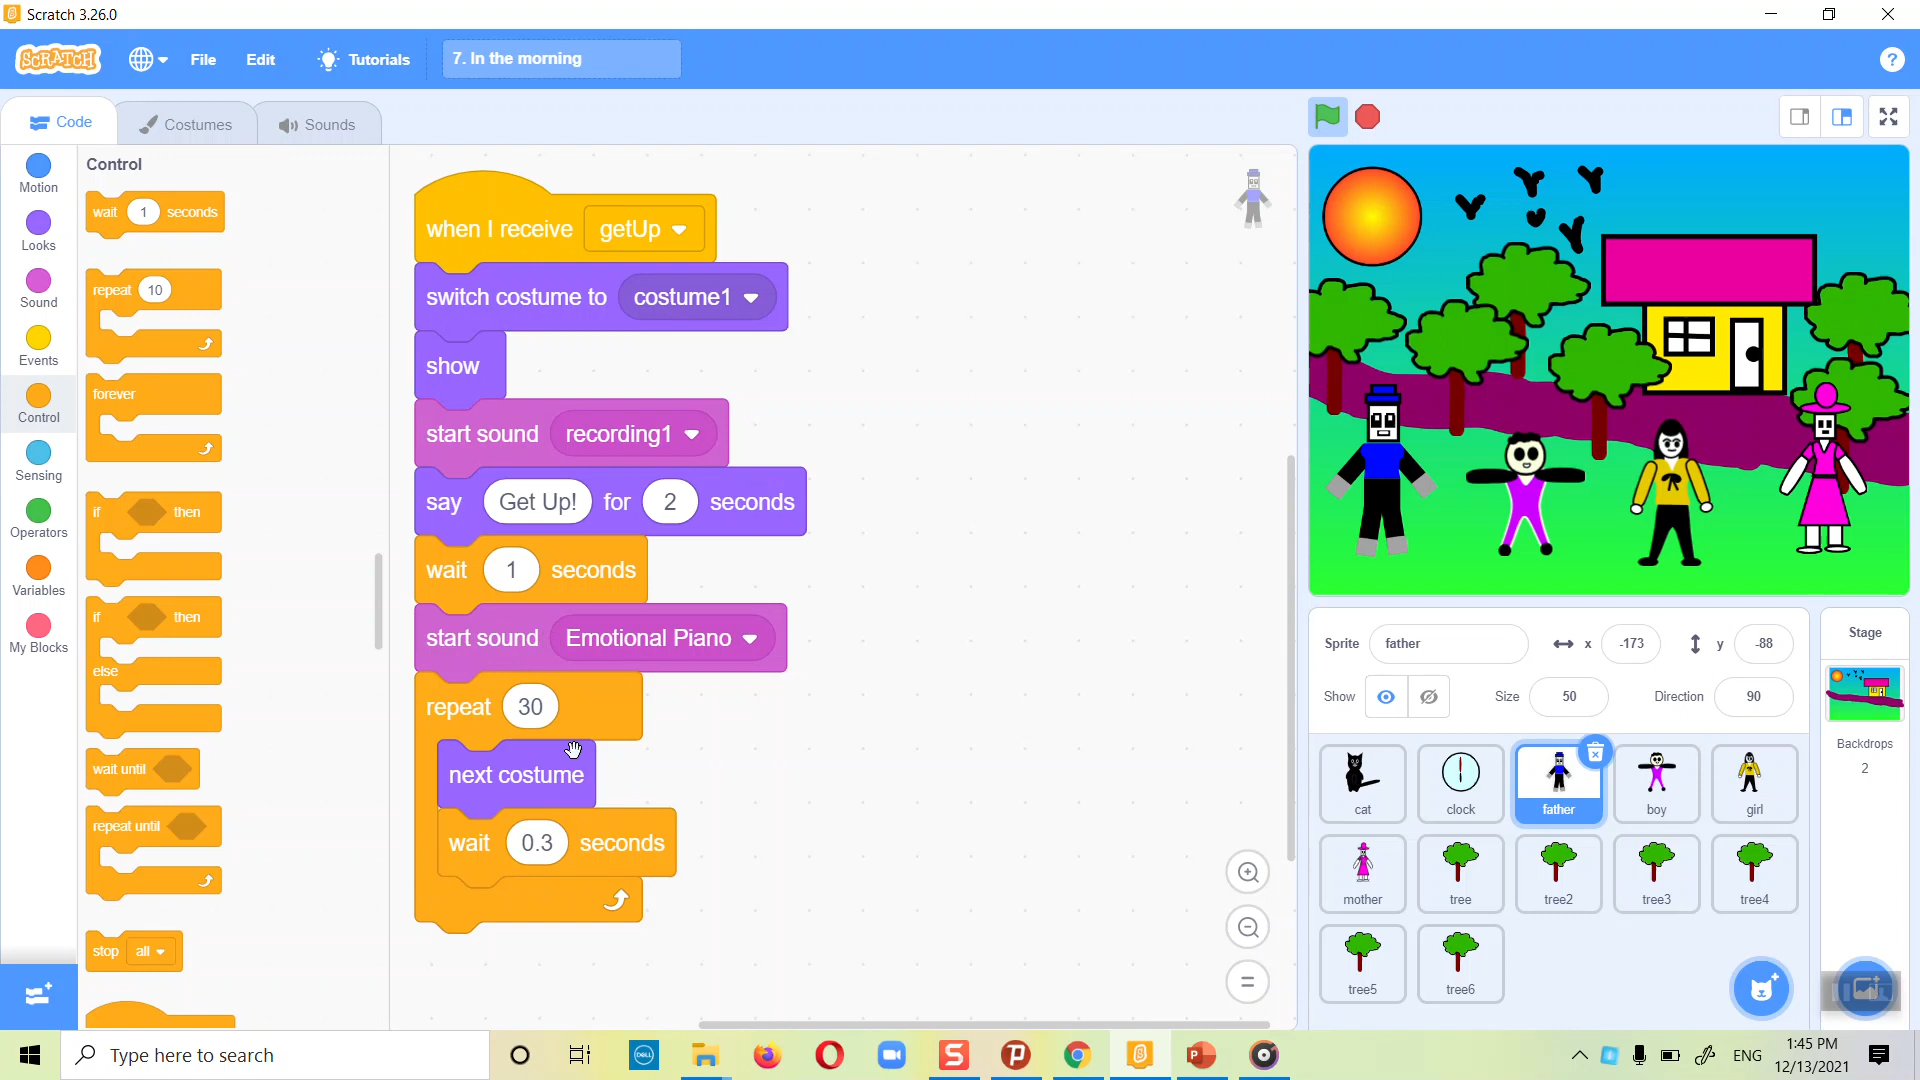 Scratch 3.26.0
SCRATCH File Edit Tutorials 7. In the morning ?
Code Costumes Sounds
Motion
Looks
Sound
Events
Control
Sensing
Operators
Variables
My Blocks
Control
wait 1 seconds
repeat 10
forever
if then
if then
else
wait until
repeat until
stop all
when I receive getUp
switch costume to costume1
show
start sound recording1
say Get Up! for 2 seconds
wait 1 seconds
start sound Emotional Piano
repeat 30
next costume
wait 0.3 seconds
Sprite father x -173 y -88
Show Size 50 Direction 90
cat clock father boy girl
mother tree tree2 tree3 tree4
tree5 tree6
Stage
Backdrops
2
Type here to search
DELL
ENG
1:45 PM
12/13/2021